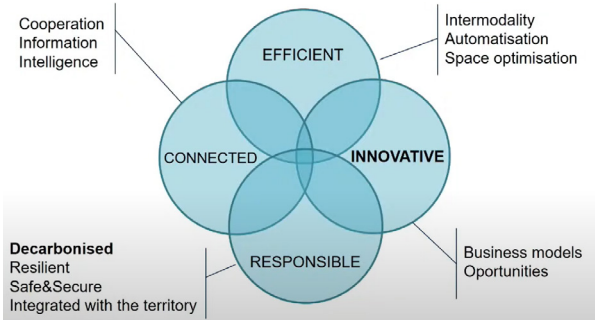 Cooperation
Information
Intelligence
Intermodality
Automatisation
Space optimisation
EFFICIENT
CONNECTED
INNOVATIVE
RESPONSIBLE
Decarbonised
Resilient
Safe&Secure
Integrated with the territory
Business models
Oportunities